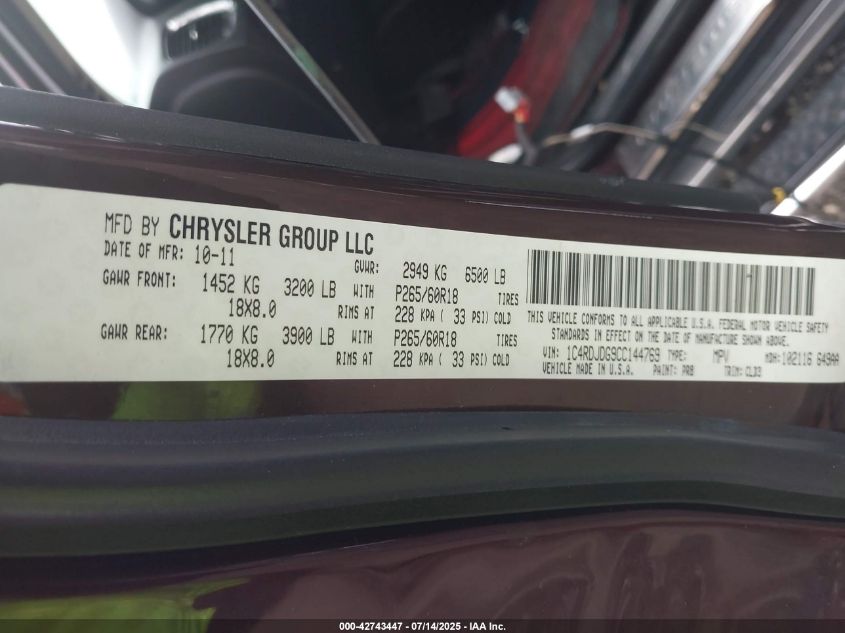 MFD BY CHRYSLER GROUP LLC
DATE OF MFR: 10-11 GVWR: 2949 KG 6500 LB
GAWR FRONT: 1452 KG 3200 LB WITH P265/60R18 TIRES
18X8.0 RIMS AT 228 KPA ( 33 PSI) COLD
GAWR REAR: 1770 KG 3900 LB WITH P265/60R18 TIRES
18X8.0 RIMS AT 228 KPA ( 33 PSI) COLD
THIS VEHICLE CONFORMS TO ALL APPLICABLE U.S.A. FEDERAL MOTOR VEHICLE SAFETY
STANDARDS IN EFFECT ON THE DATE OF MANUFACTURE SHOWN ABOVE.
VIN: 1C4RDJDG9CC144769 TYPE: MPV MDH: 102116 649AA
VEHICLE MADE IN U.S.A. PAINT: PRB TRIM: CLD3
000-42743447 - 07/14/2025 - IAA Inc.